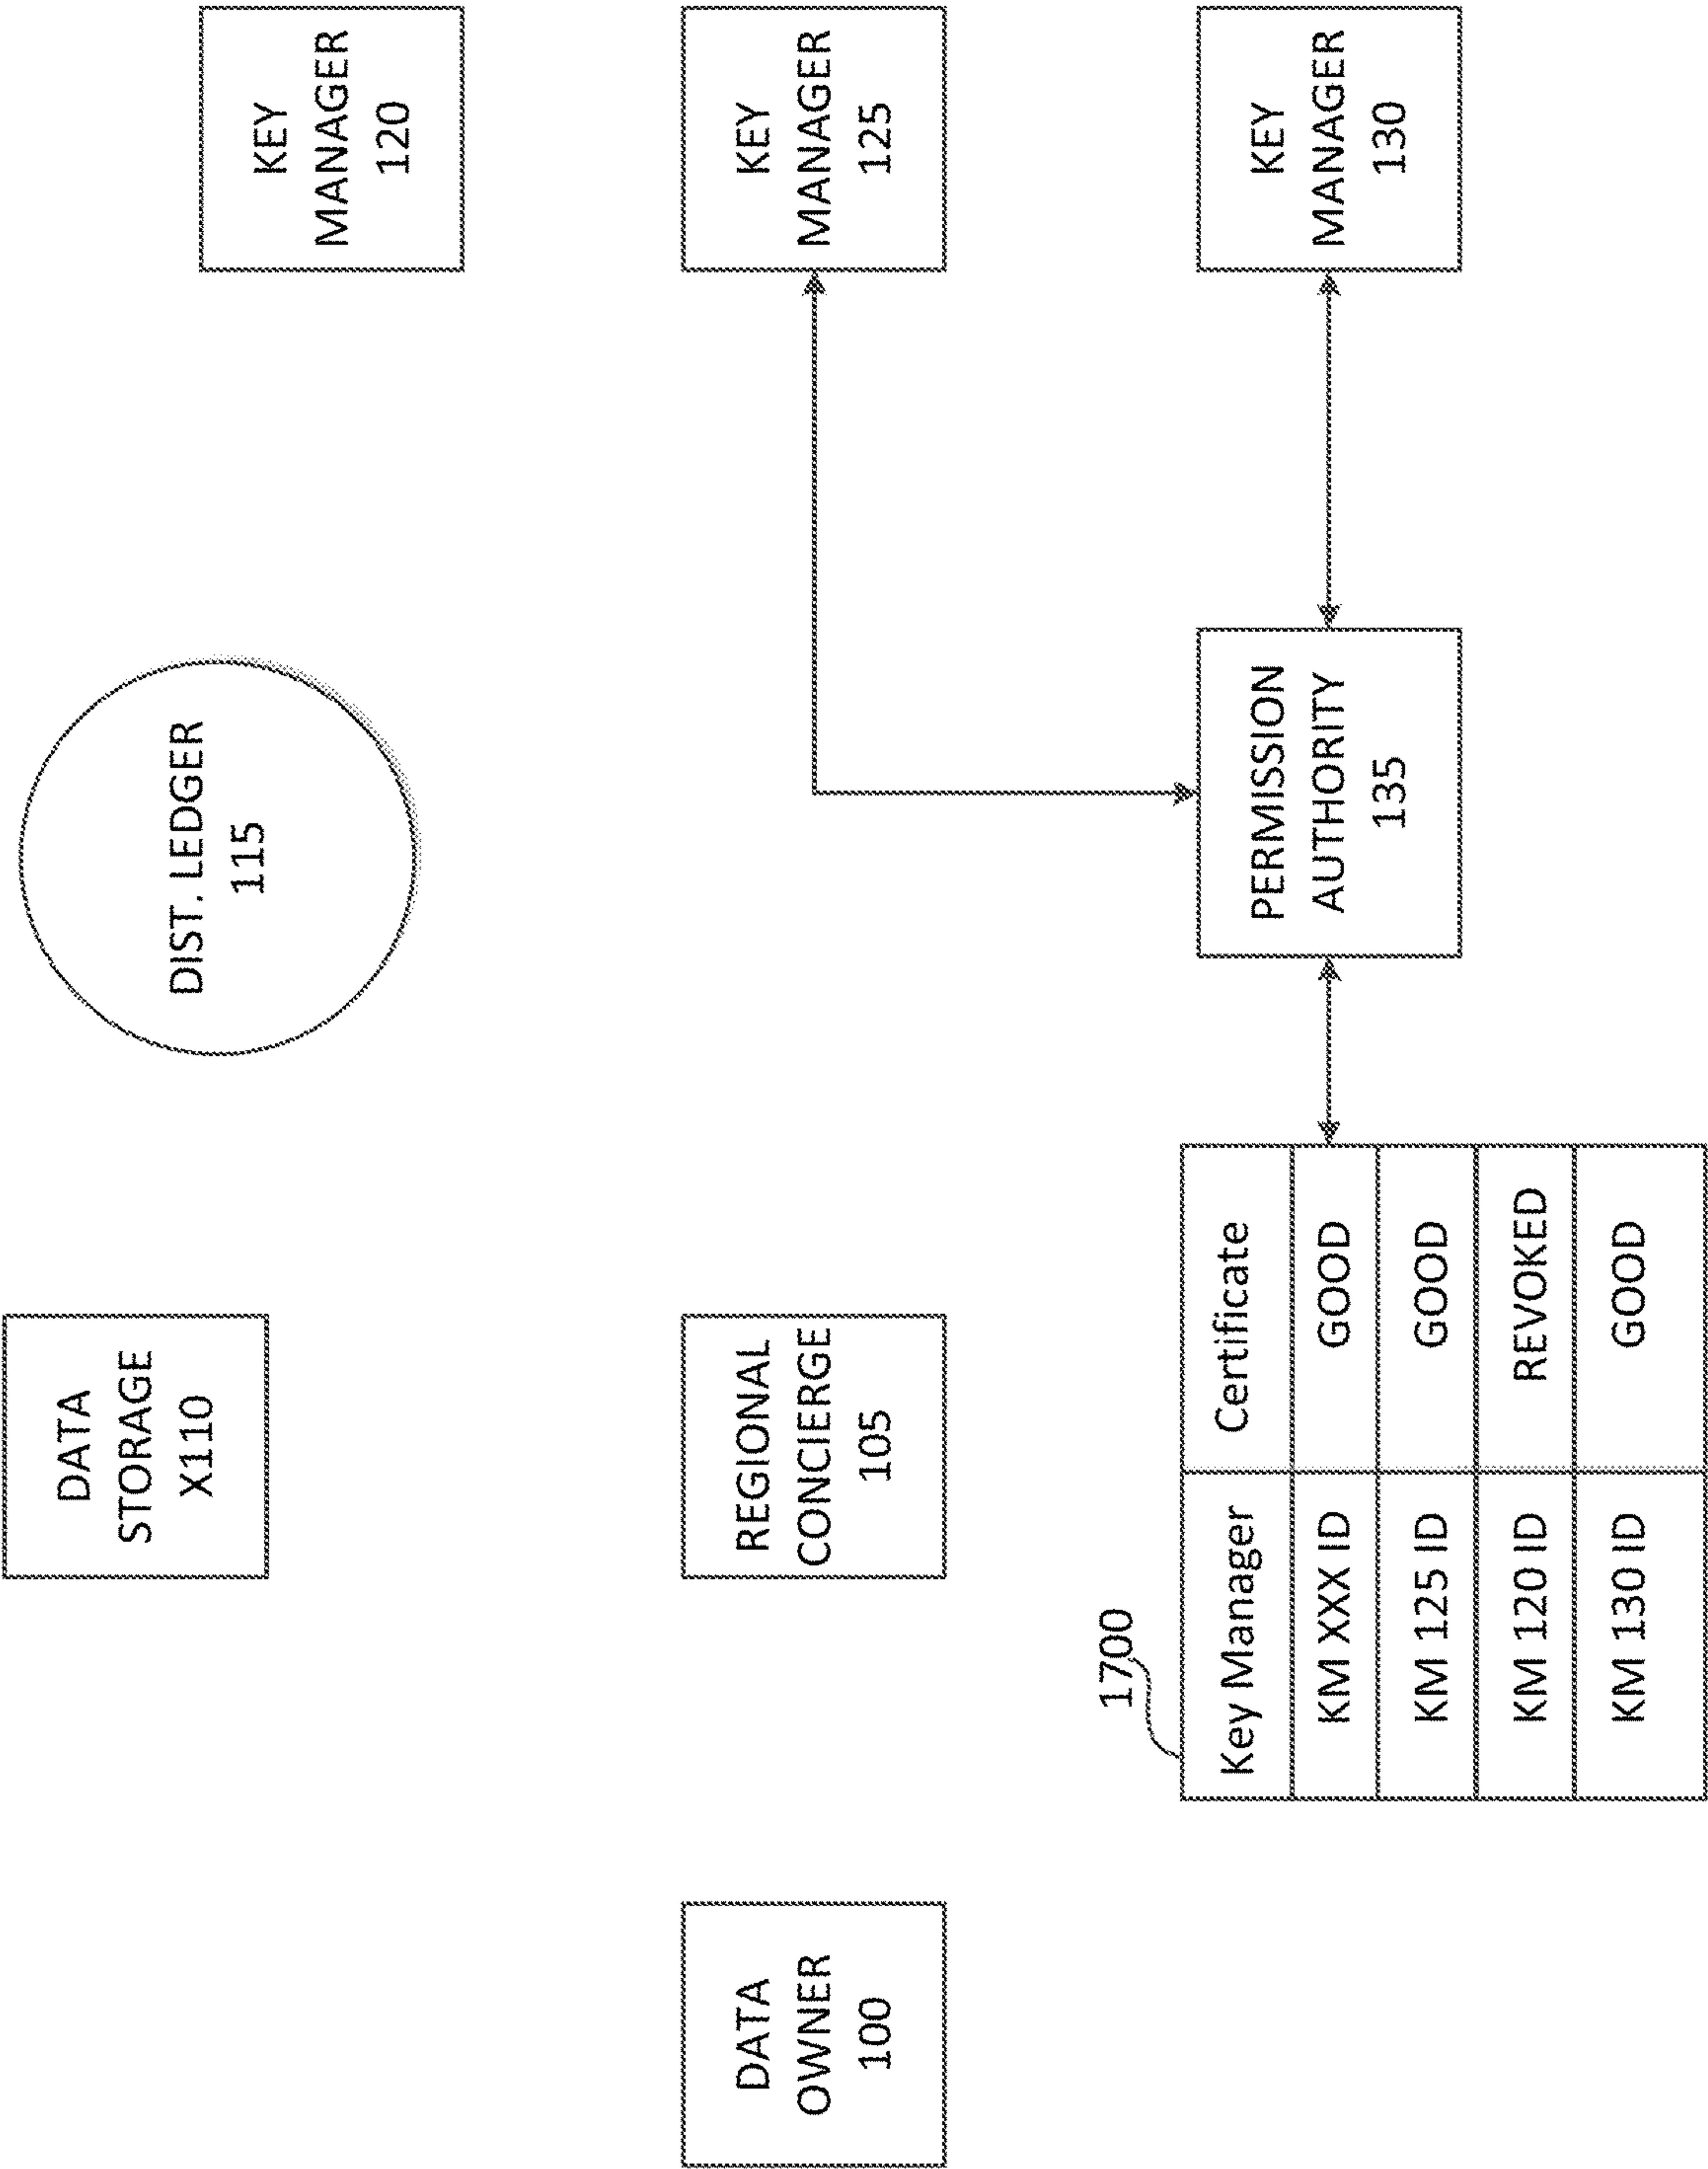 DATA
STORAGE
X110
DIST. LEDGER
115
KEY
MANAGER
120
DATA
OWNER
100
REGIONAL
CONCIERGE
105
KEY
MANAGER
125
1700
Key Manager Certificate
KM XXX ID GOOD
KM 125 ID GOOD
KM 120 ID REVOKED
KM 130 ID GOOD
PERMISSION
AUTHORITY
135
KEY
MANAGER
130